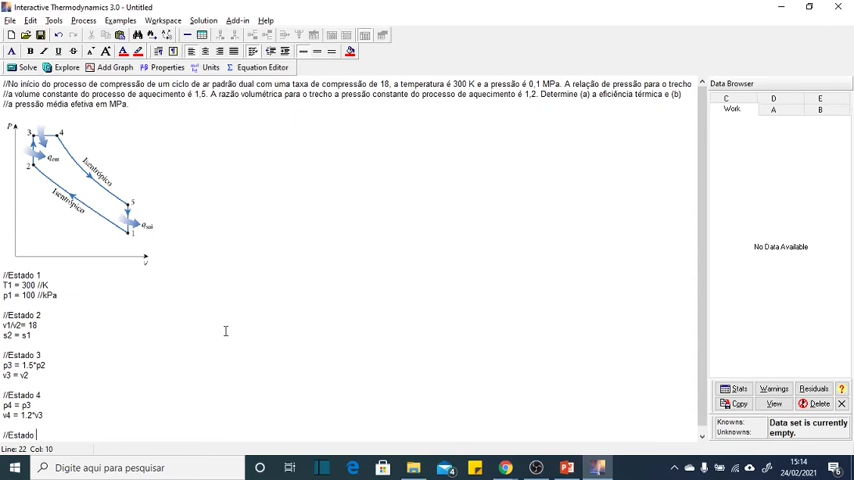 Interactive Thermodynamics 3.0 - Untitled
File Edit Tools Process Examples Workspace Solution Add-in Help
Solve Explore Add Graph Properties Units Equation Editor
//No início do processo de compressão de um ciclo de ar padrão dual com uma taxa de compressão de 18, a temperatura é 300 K e a pressão é 0,1 MPa. A relação de pressão para o trecho
//a volume constante do processo de aquecimento é 1,5. A razão volumétrica para o trecho a pressão constante do processo de aquecimento é 1,2. Determine (a) a eficiência térmica e (b)
//a pressão média efetiva em MPa.
P
3
4
q_ent
2
Isentrópico
Isentrópico
5
q_sai
1
v
//Estado 1
T1 = 300 //K
p1 = 100 //kPa
//Estado 2
v1/v2= 18
s2 = s1
//Estado 3
p3 = 1.5*p2
v3 = v2
//Estado 4
p4 = p3
v4 = 1.2*v3
//Estado
Line: 22 Col: 10
Data Browser
C D E
Work A B
No Data Available
Stats Warnings Residuals ?
Copy View Delete X
Knowns:
Unknowns:
Data set is currently
empty.
Digite aqui para pesquisar
15:14
24/02/2021